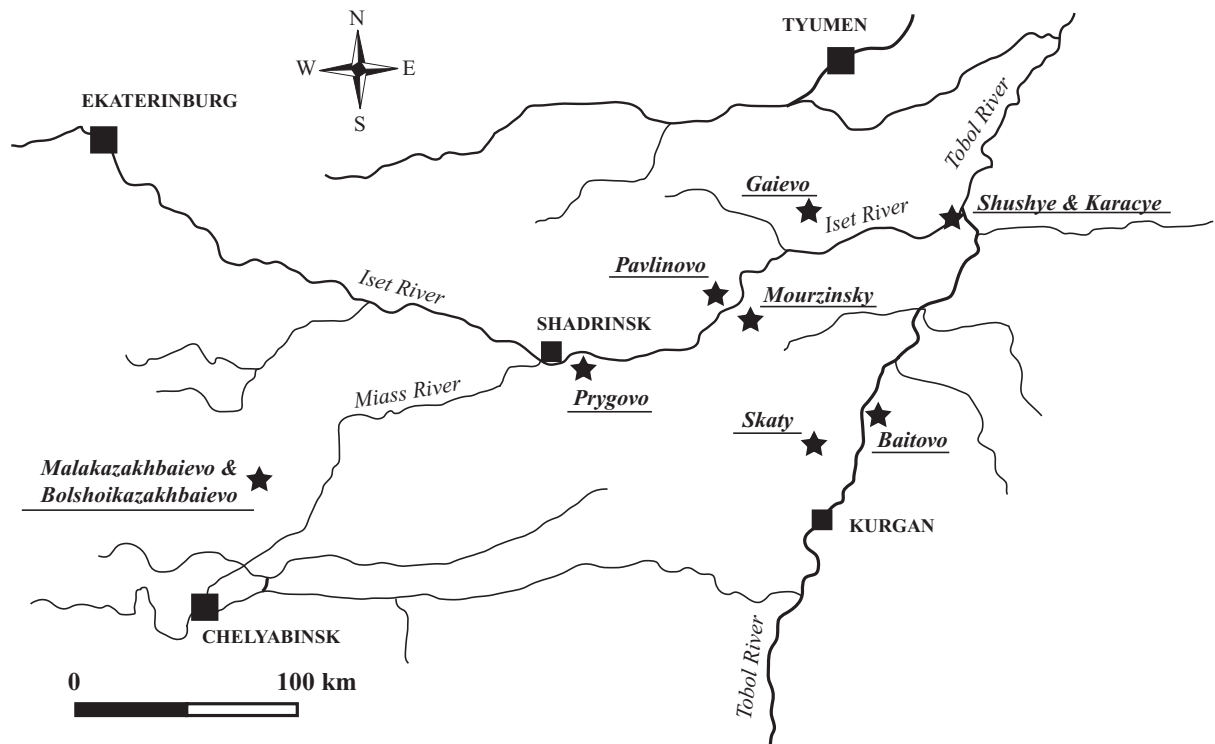 N
W E
S
TYUMEN
EKATERINBURG
Tobol River
Gaievo
Iset River
Shushye & Karacye
Pavlinovo
Mourzinsky
Iset River
SHADRINSK
Miass River
Prygovo
Skaty
Baitovo
Malakazakhbaievo &
Bolshoikazakhbaievo
KURGAN
CHELYABINSK
Tobol River
0 100 km